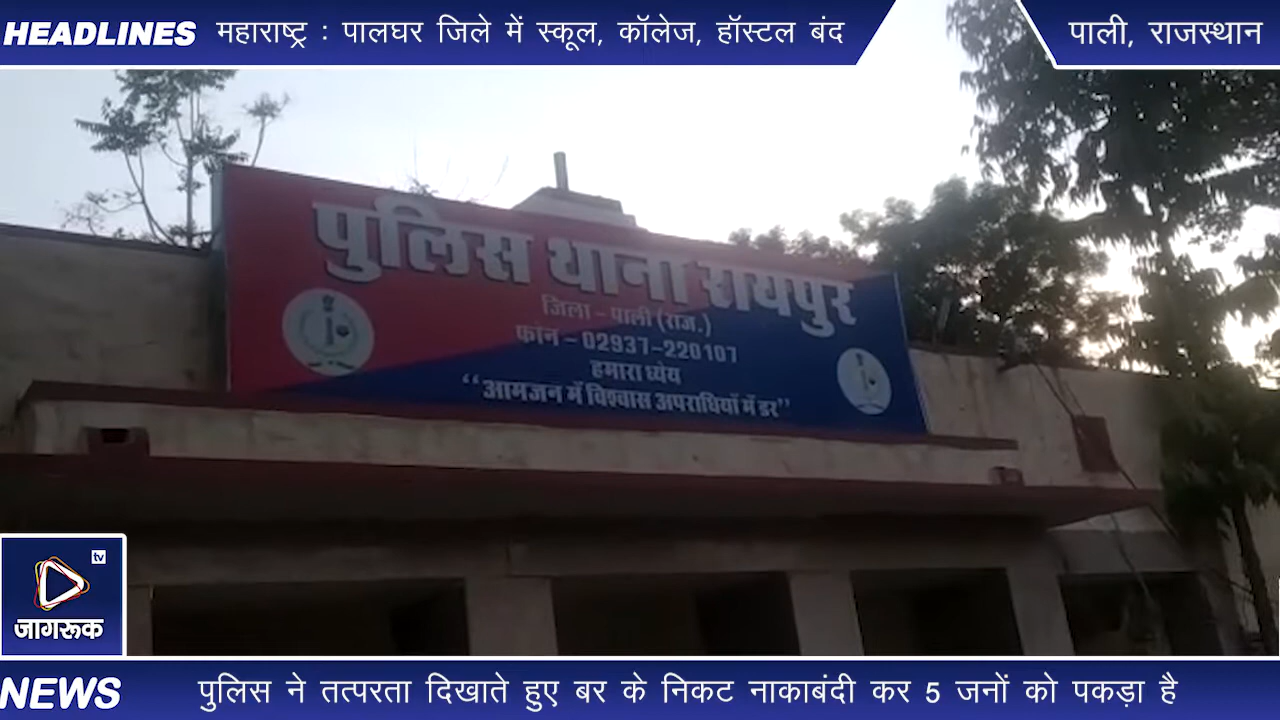 HEADLINES महाराष्ट्र : पालघर जिले में स्कूल, कॉलेज, हॉस्टल बंद
पाली, राजस्थान
पुलिस थाना रायपुर
जिला - पाली (राज.)
फोन - 02937-220107
हमारा ध्येय
“आमजन में विश्वास अपराधियों में डर”
tv
जागरूक
NEWS पुलिस ने तत्परता दिखाते हुए बर के निकट नाकाबंदी कर 5 जनों को पकड़ा है